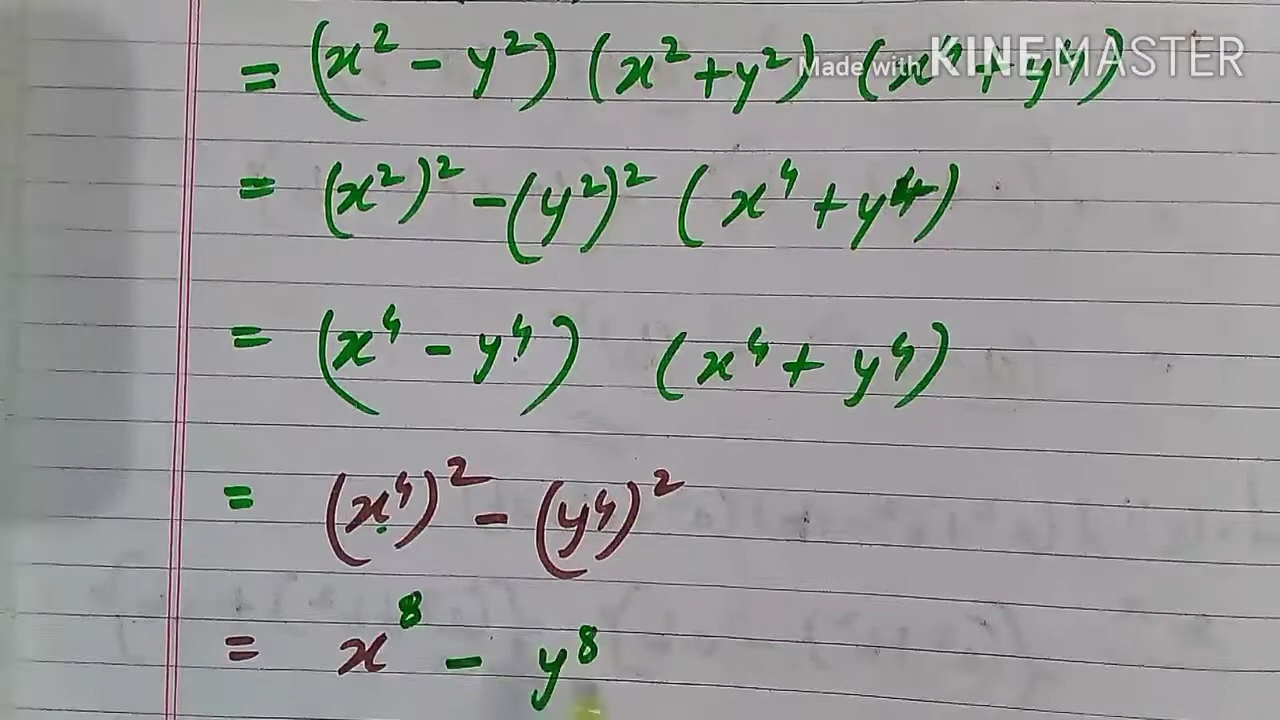 = (x² - y²) (x² + y²) (x⁴ + y⁴)
Made with KINEMASTER
= (x²)² - (y²)² (x⁴ + y⁴)
= (x⁴ - y⁴) (x⁴ + y⁴)
= (x⁴)² - (y⁴)²
= x⁸ - y⁸